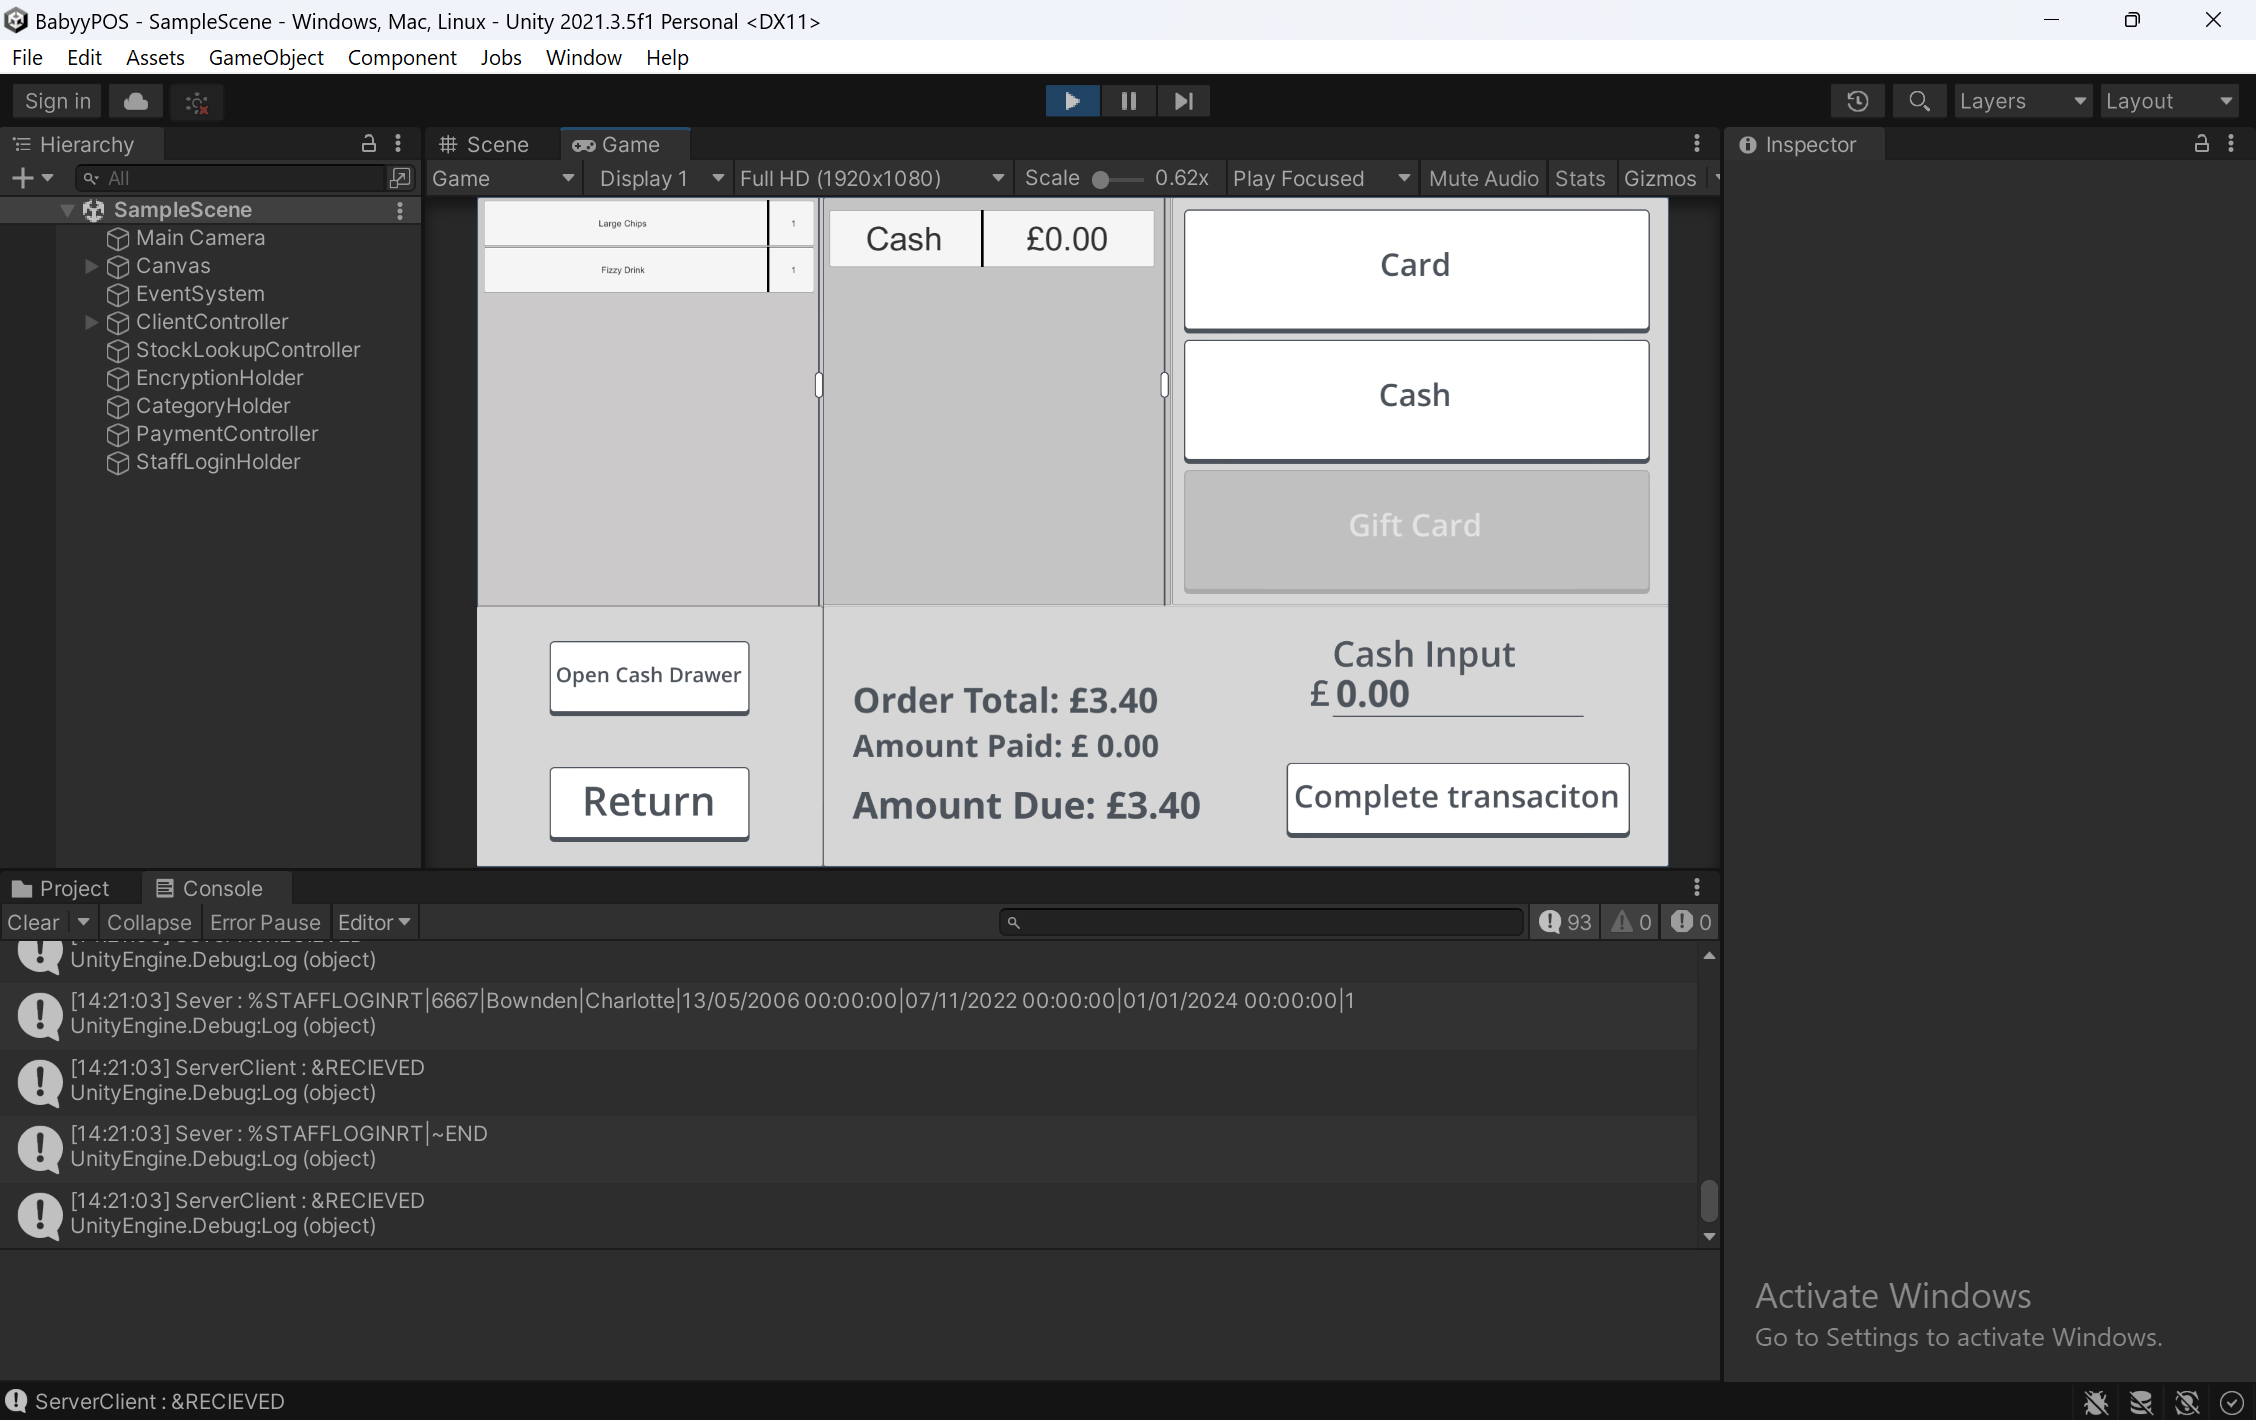 BabyyPOS - SampleScene - Windows, Mac, Linux - Unity 2021.3.5f1 Personal <DX11>
File Edit Assets GameObject Component Jobs Window Help
Sign in Layers Layout
Hierarchy
All
SampleScene
Main Camera
Canvas
EventSystem
ClientController
StockLookupController
EncryptionHolder
CategoryHolder
PaymentController
StaffLoginHolder
Scene Game
Game Display 1 Full HD (1920x1080) Scale 0.62x Play Focused Mute Audio Stats Gizmos
Large Chips 1
Fizzy Drink 1
Cash £0.00
Card
Cash
Gift Card
Open Cash Drawer
Return
Order Total: £3.40
Amount Paid: £ 0.00
Amount Due: £3.40
Cash Input
£ 0.00
Complete transaciton
Inspector
Project Console
Clear Collapse Error Pause Editor 93 0 0
UnityEngine.Debug:Log (object)
[14:21:03] Sever : %STAFFLOGINRT|6667|Bownden|Charlotte|13/05/2006 00:00:00|07/11/2022 00:00:00|01/01/2024 00:00:00|1
UnityEngine.Debug:Log (object)
[14:21:03] ServerClient : &RECIEVED
UnityEngine.Debug:Log (object)
[14:21:03] Sever : %STAFFLOGINRT|~END
UnityEngine.Debug:Log (object)
[14:21:03] ServerClient : &RECIEVED
UnityEngine.Debug:Log (object)
Activate Windows
Go to Settings to activate Windows.
ServerClient : &RECIEVED